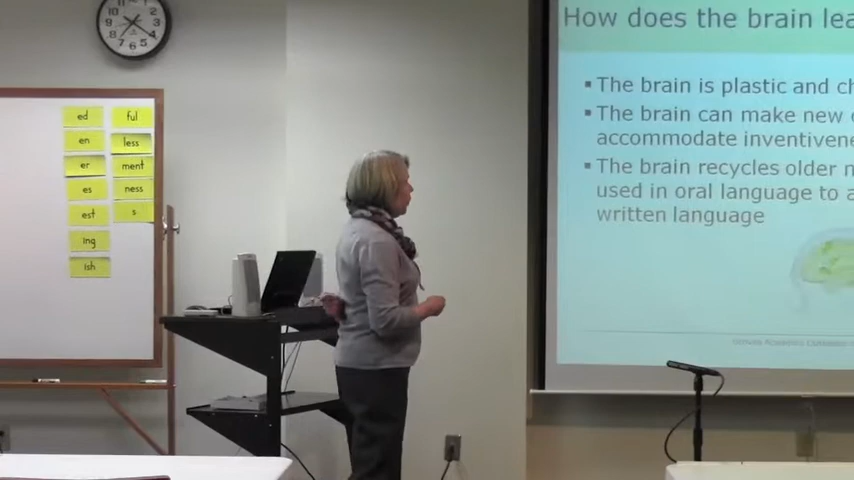 ed
en
er
es
est
ing
ish
ful
less
ment
ness
s
How does the brain lea
The brain is plastic and ch
The brain can make new
accommodate inventivene
The brain recycles older
used in oral language to a
written language